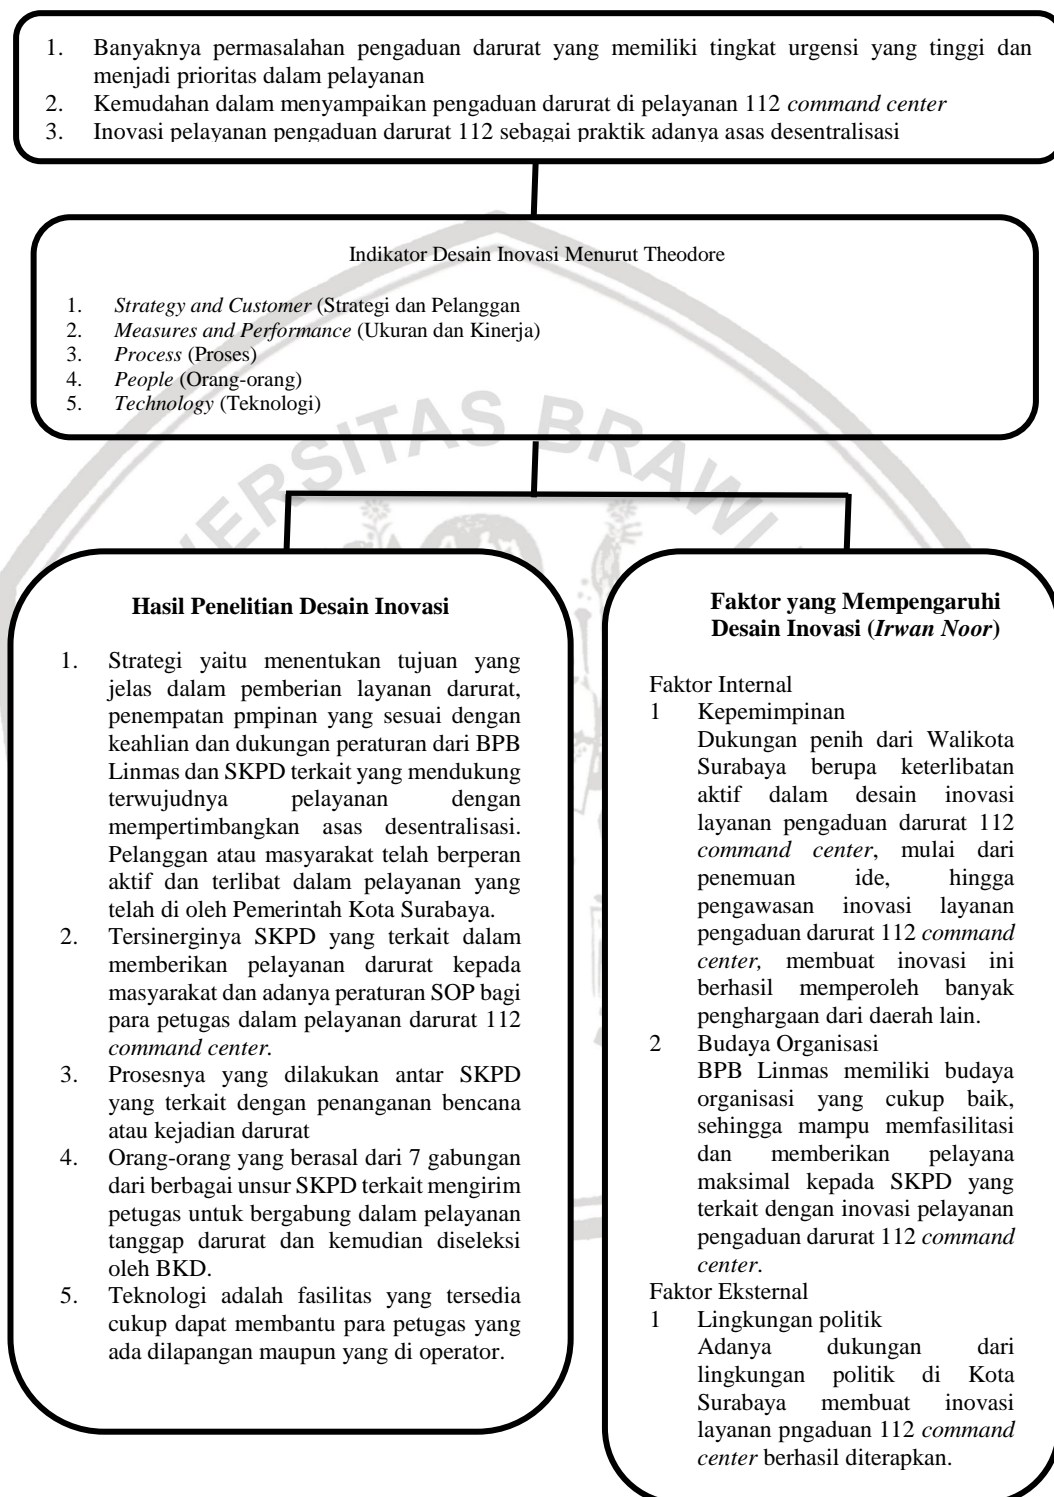 1. Banyaknya permasalahan pengaduan darurat yang memiliki tingkat urgensi yang tinggi dan
menjadi prioritas dalam pelayanan
2. Kemudahan dalam menyampaikan pengaduan darurat di pelayanan 112 command center
3. Inovasi pelayanan pengaduan darurat 112 sebagai praktik adanya asas desentralisasi
Indikator Desain Inovasi Menurut Theodore
1. Strategy and Customer (Strategi dan Pelanggan
2. Measures and Performance (Ukuran dan Kinerja)
3. Process (Proses)
4. People (Orang-orang)
5. Technology (Teknologi)
Hasil Penelitian Desain Inovasi
1. Strategi yaitu menentukan tujuan yang
jelas dalam pemberian layanan darurat,
penempatan pmpinan yang sesuai dengan
keahlian dan dukungan peraturan dari BPB
Linmas dan SKPD terkait yang mendukung
terwujudnya pelayanan dengan
mempertimbangkan asas desentralisasi.
Pelanggan atau masyarakat telah berperan
aktif dan terlibat dalam pelayanan yang
telah di oleh Pemerintah Kota Surabaya.
2. Tersinerginya SKPD yang terkait dalam
memberikan pelayanan darurat kepada
masyarakat dan adanya peraturan SOP bagi
para petugas dalam pelayanan darurat 112
command center.
3. Prosesnya yang dilakukan antar SKPD
yang terkait dengan penanganan bencana
atau kejadian darurat
4. Orang-orang yang berasal dari 7 gabungan
dari berbagai unsur SKPD terkait mengirim
petugas untuk bergabung dalam pelayanan
tanggap darurat dan kemudian diseleksi
oleh BKD.
5. Teknologi adalah fasilitas yang tersedia
cukup dapat membantu para petugas yang
ada dilapangan maupun yang di operator.
Faktor yang Mempengaruhi
Desain Inovasi (Irwan Noor)
Faktor Internal
1 Kepemimpinan
Dukungan penih dari Walikota
Surabaya berupa keterlibatan
aktif dalam desain inovasi
layanan pengaduan darurat 112
command center, mulai dari
penemuan ide, hingga
pengawasan inovasi layanan
pengaduan darurat 112 command
center, membuat inovasi ini
berhasil memperoleh banyak
penghargaan dari daerah lain.
2 Budaya Organisasi
BPB Linmas memiliki budaya
organisasi yang cukup baik,
sehingga mampu memfasilitasi
dan memberikan pelayana
maksimal kepada SKPD yang
terkait dengan inovasi pelayanan
pengaduan darurat 112 command
center.
Faktor Eksternal
1 Lingkungan politik
Adanya dukungan dari
lingkungan politik di Kota
Surabaya membuat inovasi
layanan pngaduan 112 command
center berhasil diterapkan.